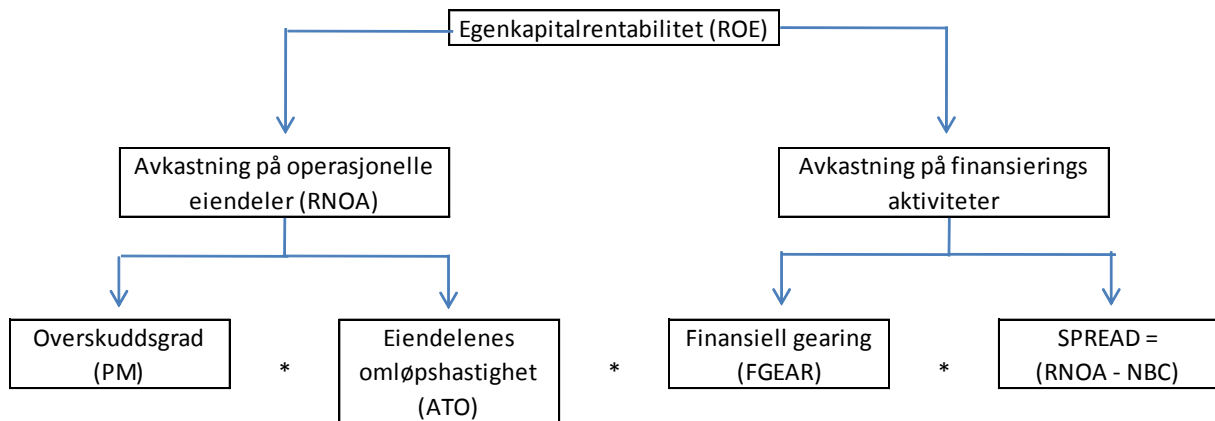 Egenkapitalrentabilitet (ROE)
Avkastning på operasjonelle
eiendeler (RNOA)
Avkastning på finansierings
aktiviteter
Overskuddsgrad
(PM)
*
Eiendelenes
omløpshastighet
(ATO)
*
Finansiell gearing
(FGEAR)
*
SPREAD =
(RNOA - NBC)